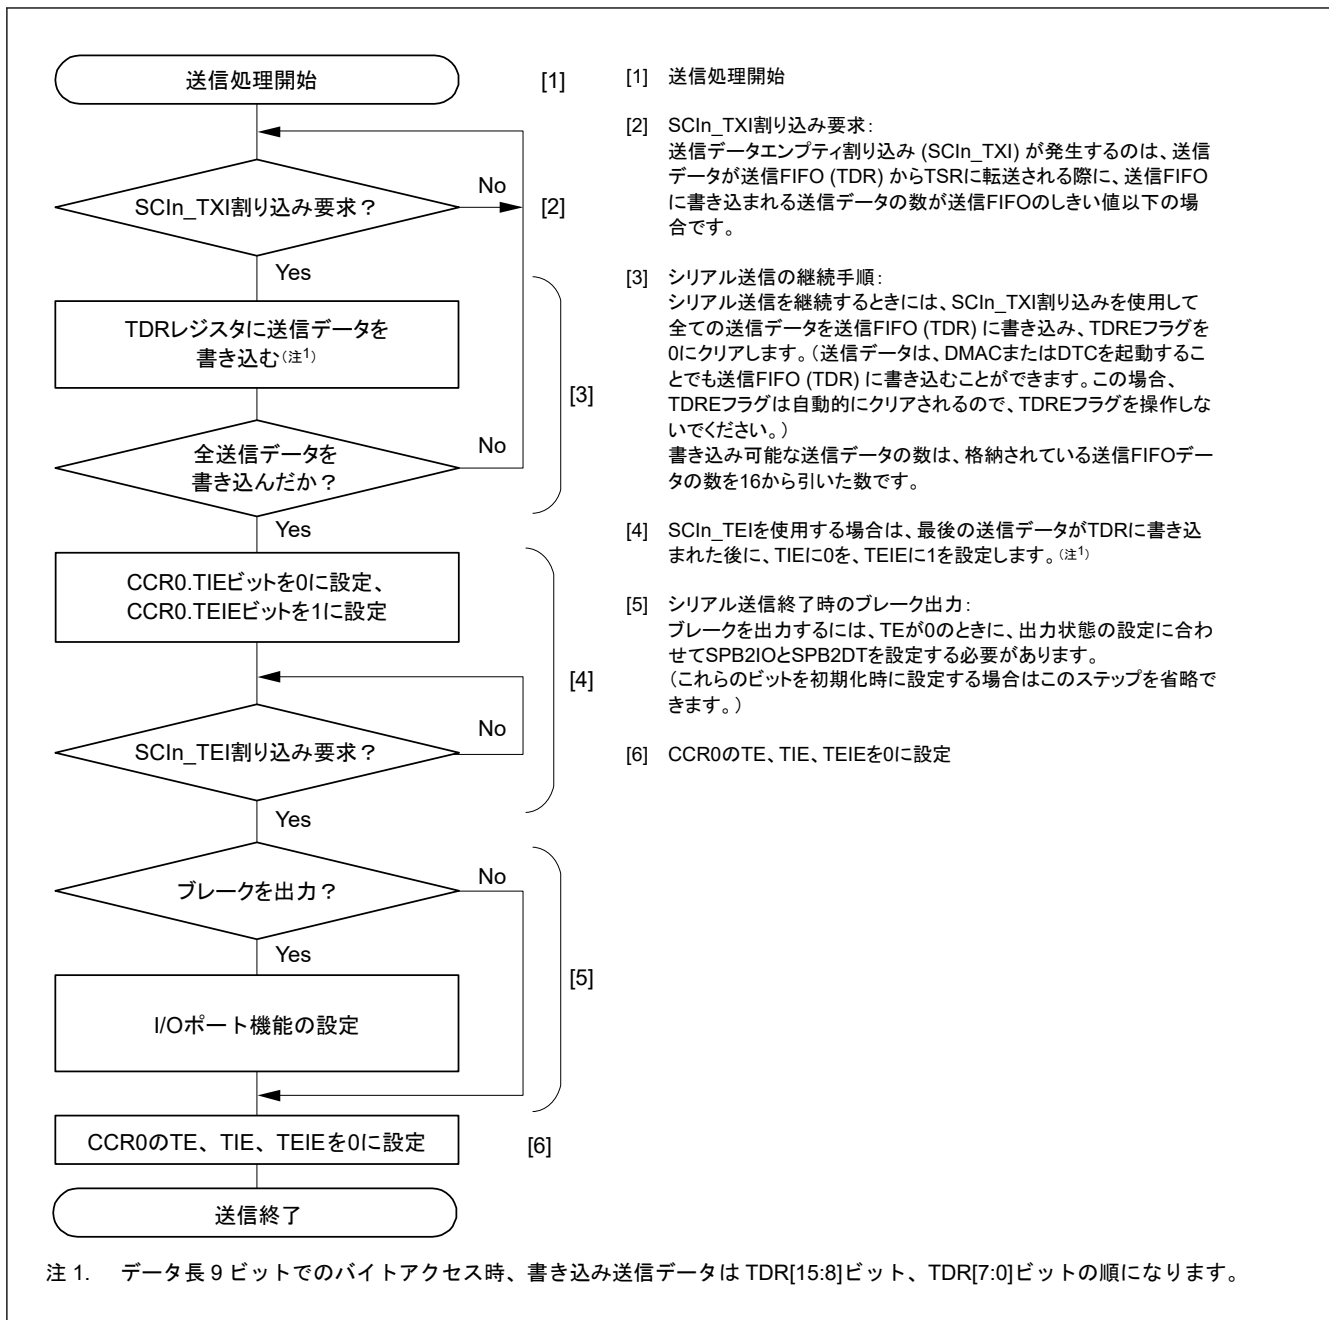 送信処理開始
[1]
SCIn_TXI割り込み要求？
No
[2]
Yes
TDRレジスタに送信データを
書き込む(注1)
[3]
全送信データを
書き込んだか？
No
Yes
CCR0.TIEビットを0に設定、
CCR0.TEIEビットを1に設定
[4]
SCIn_TEI割り込み要求？
No
Yes
ブレークを出力？
No
Yes
[5]
I/Oポート機能の設定
CCR0のTE、TIE、TEIEを0に設定
[6]
送信終了
[1] 送信処理開始
[2] SCIn_TXI割り込み要求：
送信データエンプティ割り込み (SCIn_TXI) が発生するのは、送信
データが送信FIFO (TDR) からTSRに転送される際に、送信FIFO
に書き込まれる送信データの数が送信FIFOのしきい値以下の場
合です。
[3] シリアル送信の継続手順：
シリアル送信を継続するときには、SCIn_TXI割り込みを使用して
全ての送信データを送信FIFO (TDR) に書き込み、TDREフラグを
0にクリアします。（送信データは、DMACまたはDTCを起動するこ
とでも送信FIFO (TDR) に書き込むことができます。この場合、
TDREフラグは自動的にクリアされるので、TDREフラグを操作しな
いでください。）
書き込み可能な送信データの数は、格納されている送信FIFOデー
タの数を16から引いた数です。
[4] SCIn_TEIを使用する場合は、最後の送信データがTDRに書き込
まれた後に、TIEに0を、TEIEに1を設定します。(注1)
[5] シリアル送信終了時のブレーク出力：
ブレークを出力するには、TEが0のときに、出力状態の設定に合わ
せてSPB2IOとSPB2DTを設定する必要があります。
（これらのビットを初期化時に設定する場合はこのステップを省略で
きます。）
[6] CCR0のTE、TIE、TEIEを0に設定
注 1. データ長 9 ビットでのバイトアクセス時、書き込み送信データは TDR[15:8]ビット、TDR[7:0]ビットの順になります。